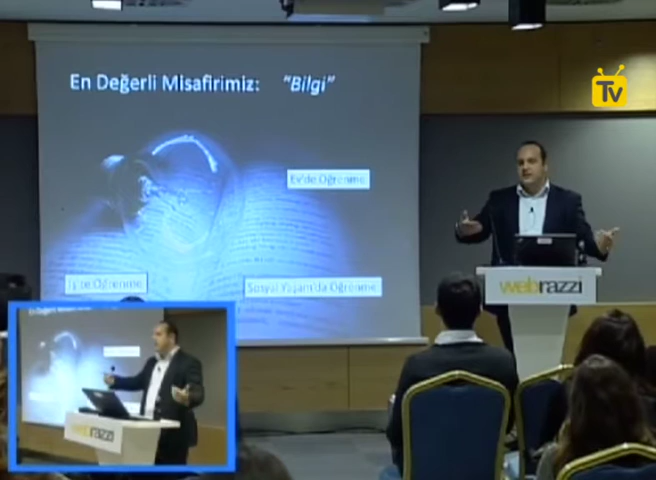 En Değerli Misafirimiz: "Bilgi"
Tv
Ev'de Öğrenme
İş'te Öğrenme
Sosyal Yaşam'da Öğrenme
webrazzi
webrazzi